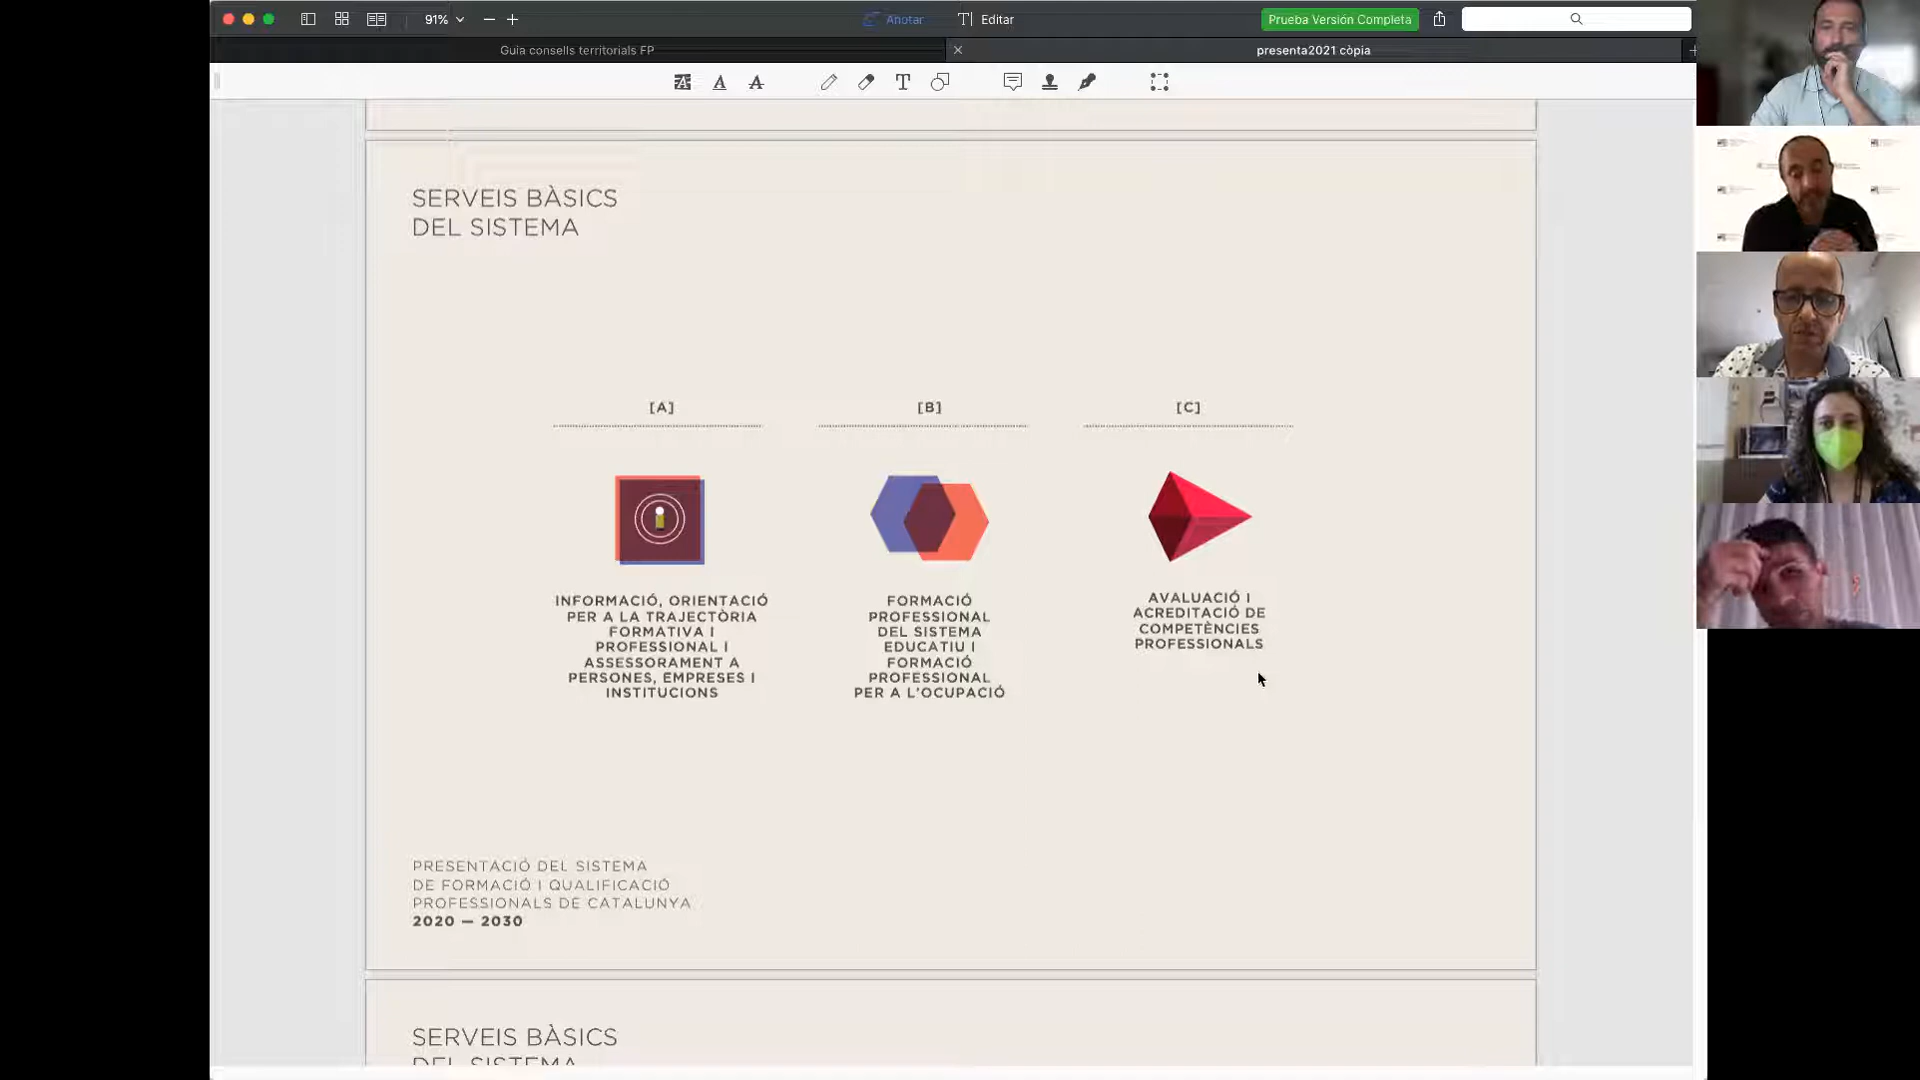 91%
Anotar
Editar
Prueba Versión Completa
Guia consells territorials FP
presenta2021 còpia
SERVEIS BÀSICS
DEL SISTEMA
[A]
[B]
[C]
INFORMACIÓ, ORIENTACIÓ
PER A LA TRAJECTÒRIA
FORMATIVA I
PROFESSIONAL I
ASSESSORAMENT A
PERSONES, EMPRESES I
INSTITUCIONS
FORMACIÓ
PROFESSIONAL
DEL SISTEMA
EDUCATIU I
FORMACIÓ
PROFESSIONAL
PER A L'OCUPACIÓ
AVALUACIÓ I
ACREDITACIÓ DE
COMPETÈNCIES
PROFESSIONALS
PRESENTACIÓ DEL SISTEMA
DE FORMACIÓ I QUALIFICACIÓ
PROFESSIONALS DE CATALUNYA
2020 — 2030
SERVEIS BÀSICS
DEL SISTEMA